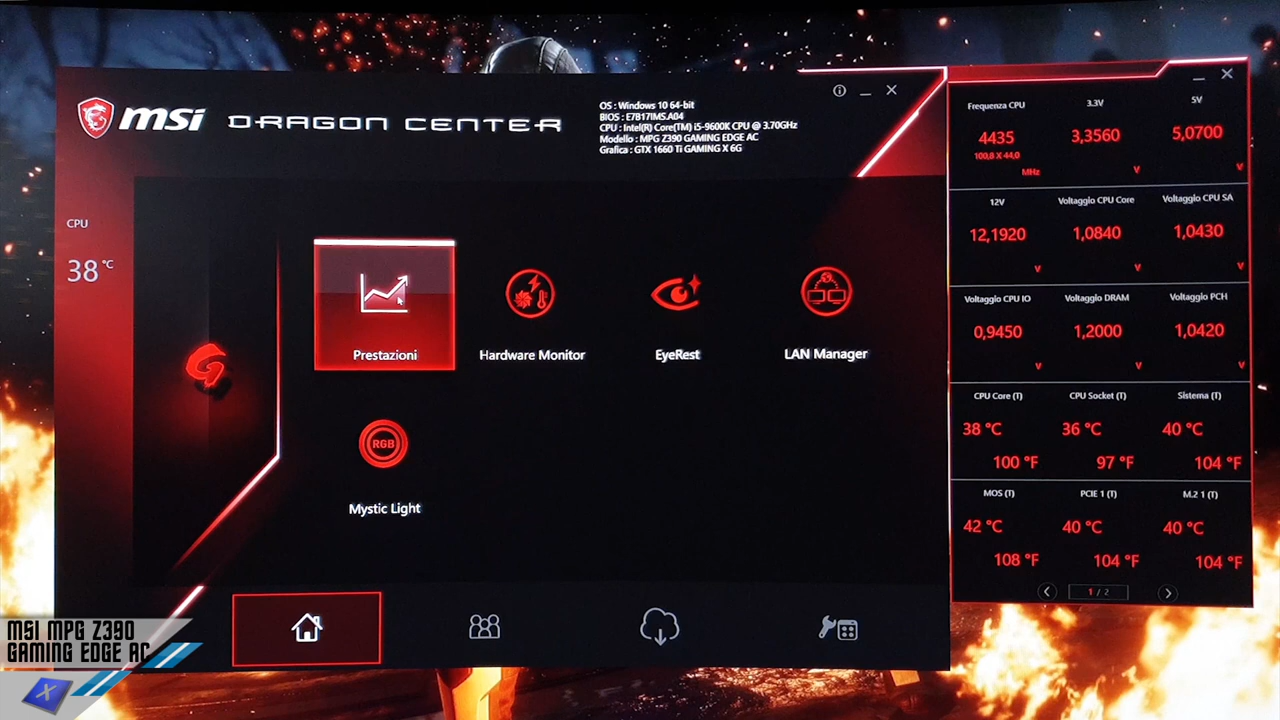 msi DRAGON CENTER
OS : Windows 10 64-bit
BIOS : E7B17IMS.A04
CPU : Intel(R) Core(TM) i5-9600K CPU @ 3.70GHz
Modello : MPG Z390 GAMING EDGE AC
Grafica : GTX 1660 Ti GAMING X 6G
CPU
38 °C
Prestazioni
Hardware Monitor
EyeRest
LAN Manager
RGB
Mystic Light
Frequenza CPU
4435
100,8 X 44,0
MHz
3.3V
3,3560
V
5V
5,0700
V
12V
12,1920
V
Voltaggio CPU Core
1,0840
V
Voltaggio CPU SA
1,0430
V
Voltaggio CPU IO
0,9450
V
Voltaggio DRAM
1,2000
V
Voltaggio PCH
1,0420
V
CPU Core (T)
38 °C
100 °F
CPU Socket (T)
36 °C
97 °F
Sistema (T)
40 °C
104 °F
MOS (T)
42 °C
108 °F
PCIE 1 (T)
40 °C
104 °F
M.2 1 (T)
40 °C
104 °F
1 / 2
MSI MPG Z390
GAMING EDGE AC
X